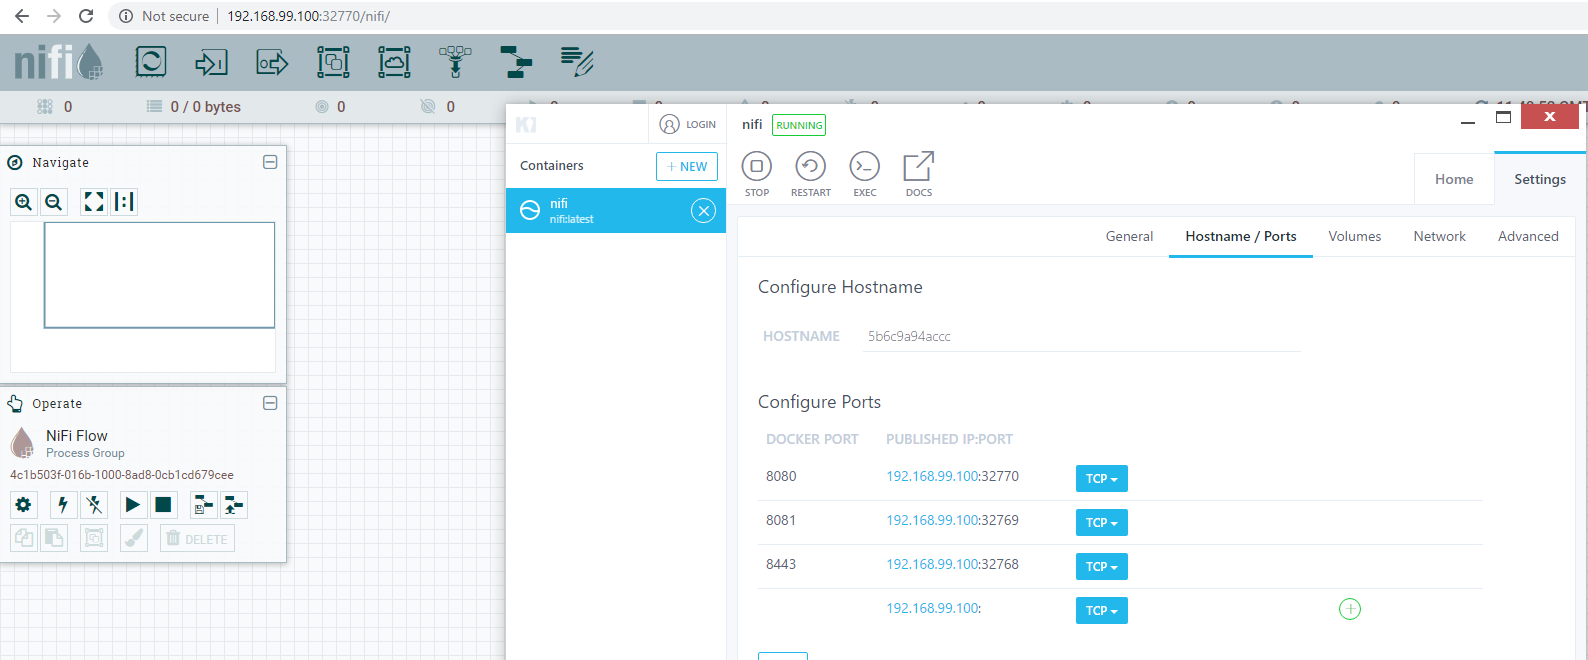 Not secure | 192.168.99.100:32770/nifi/
nifi
0
0 / 0 bytes
0
0
Navigate
Operate
NiFi Flow
Process Group
4c1b503f-016b-1000-8ad8-0cb1cd679cee
DELETE
LOGIN
Containers
+ NEW
nifi
nifi:latest
nifi RUNNING
STOP RESTART EXEC DOCS
Home Settings
General Hostname / Ports Volumes Network Advanced
Configure Hostname
HOSTNAME 5b6c9a94accc
Configure Ports
DOCKER PORT PUBLISHED IP:PORT
8080 192.168.99.100:32770 TCP
8081 192.168.99.100:32769 TCP
8443 192.168.99.100:32768 TCP
192.168.99.100: TCP